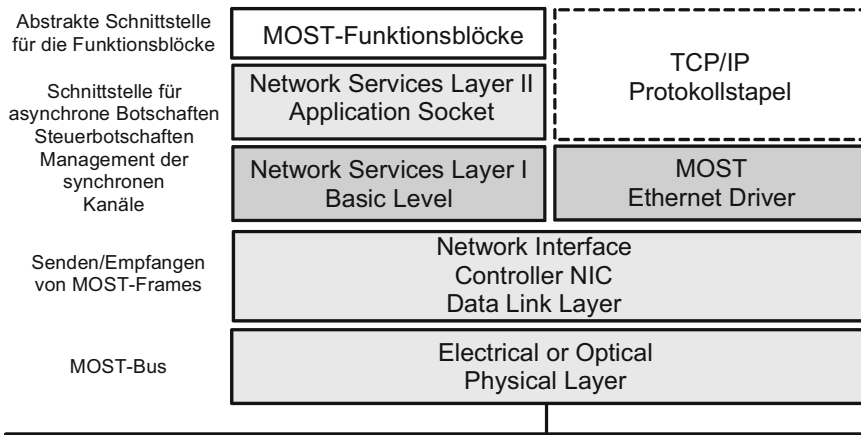 Abstrakte Schnittstelle
für die Funktionsblöcke
MOST-Funktionsblöcke
TCP/IP
Protokollstapel
Schnittstelle für
asynchrone Botschaften
Steuerbotschaften
Management der
synchronen
Kanäle
Network Services Layer II
Application Socket
Network Services Layer I
Basic Level
MOST
Ethernet Driver
Senden/Empfangen
von MOST-Frames
Network Interface
Controller NIC
Data Link Layer
MOST-Bus
Electrical or Optical
Physical Layer